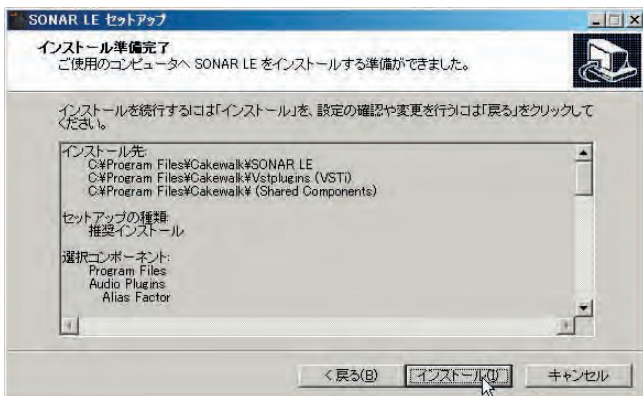 SONAR LE セットアップ
インストール準備完了
ご使用のコンピュータへ SONAR LE をインストールする準備ができました。
インストールを続行するには「インストール」を、設定の確認や変更を行うには「戻る」をクリックして
ください。
インストール先:
C:¥Program Files¥Cakewalk¥SONAR LE
C:¥Program Files¥Cakewalk¥Vstplugins (VSTi)
C:¥Program Files¥Cakewalk¥ (Shared Components)
セットアップの種類:
推奨インストール
選択コンポーネント:
Program Files
Audio Plugins
Alias Factor
< 戻る(B) インストール(I) キャンセル